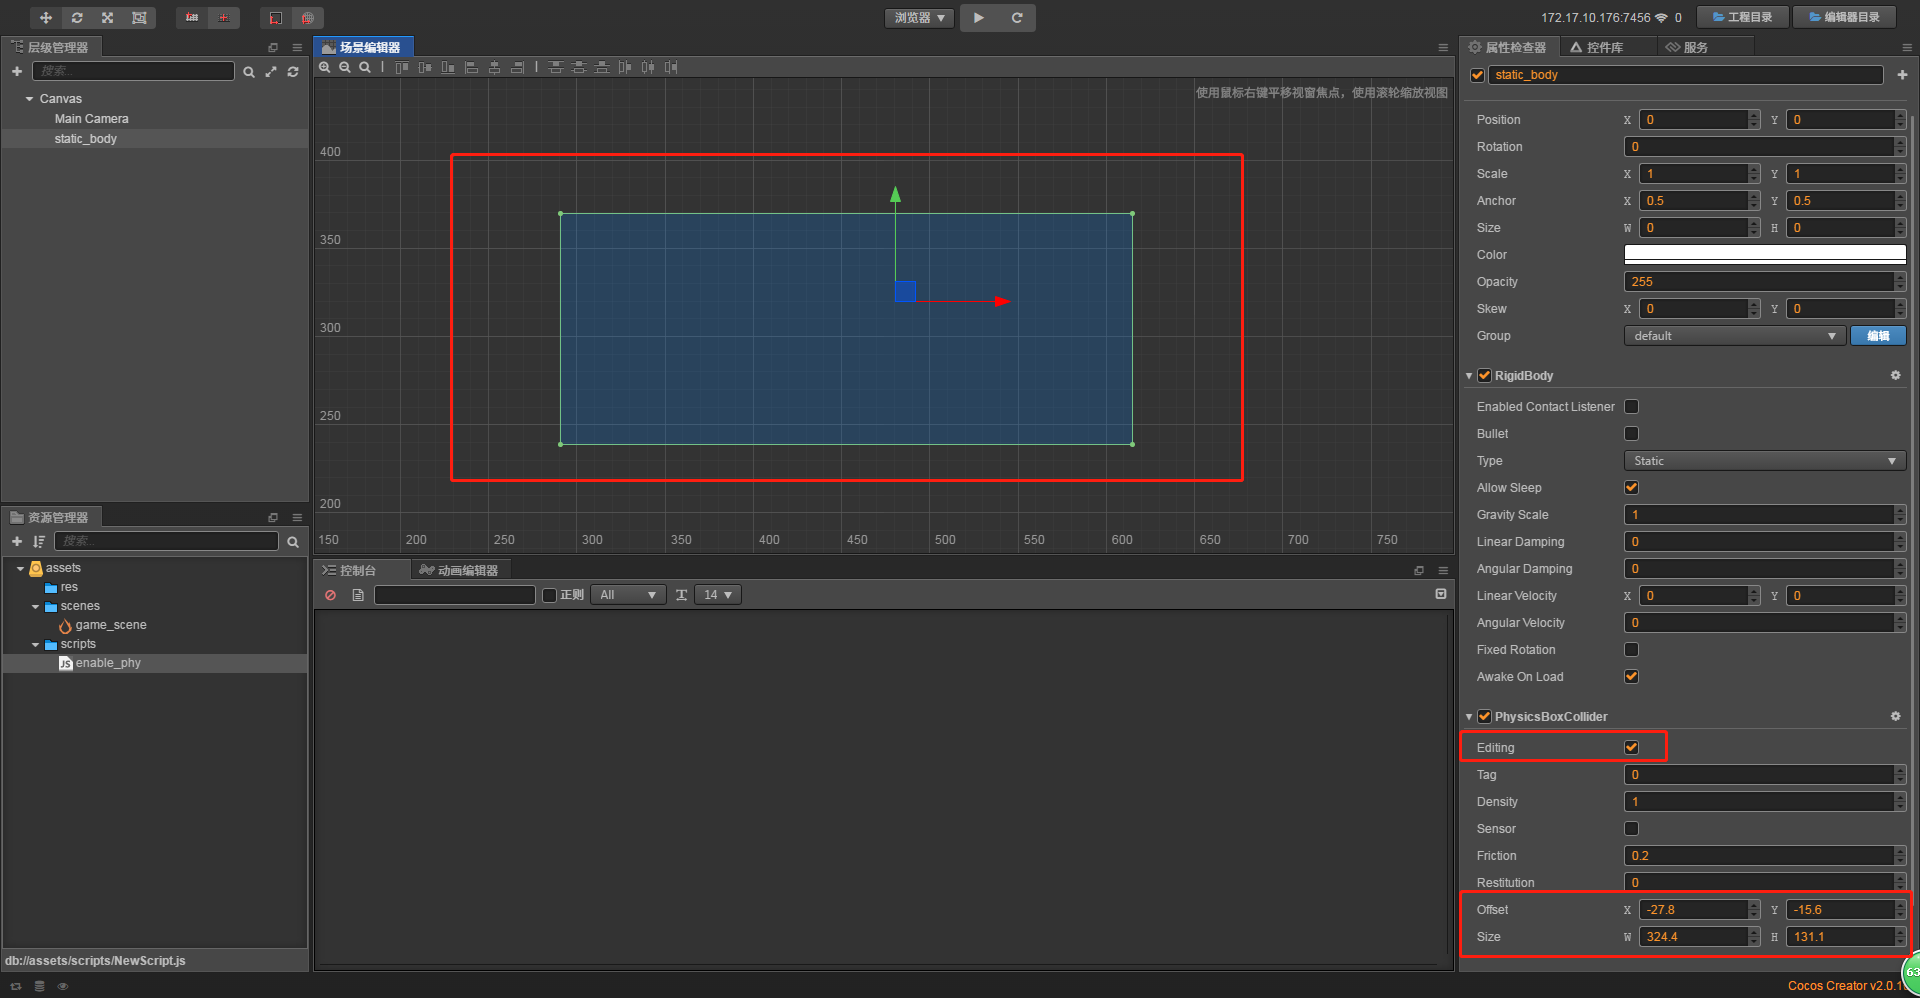 浏览器
172.17.10.176:7456 0
工程目录
编辑器目录
层级管理器
搜索...
Canvas
Main Camera
static_body
场景编辑器
使用鼠标右键平移视窗焦点，使用滚轮缩放视图
400
350
300
250
200
150 200 250 300 350 400 450 500 550 600 650 700 750
资源管理器
搜索...
assets
res
scenes
game_scene
scripts
JS enable_phy
db://assets/scripts/NewScript.js
控制台
动画编辑器
正则
All
14
属性检查器
控件库
服务
static_body
Position X 0 Y 0
Rotation 0
Scale X 1 Y 1
Anchor X 0.5 Y 0.5
Size W 0 H 0
Color
Opacity 255
Skew X 0 Y 0
Group default 编辑
RigidBody
Enabled Contact Listener
Bullet
Type Static
Allow Sleep
Gravity Scale 1
Linear Damping 0
Angular Damping 0
Linear Velocity X 0 Y 0
Angular Velocity 0
Fixed Rotation
Awake On Load
PhysicsBoxCollider
Editing
Tag 0
Density 1
Sensor
Friction 0.2
Restitution 0
Offset X -27.8 Y -15.6
Size W 324.4 H 131.1
63
Cocos Creator v2.0.1